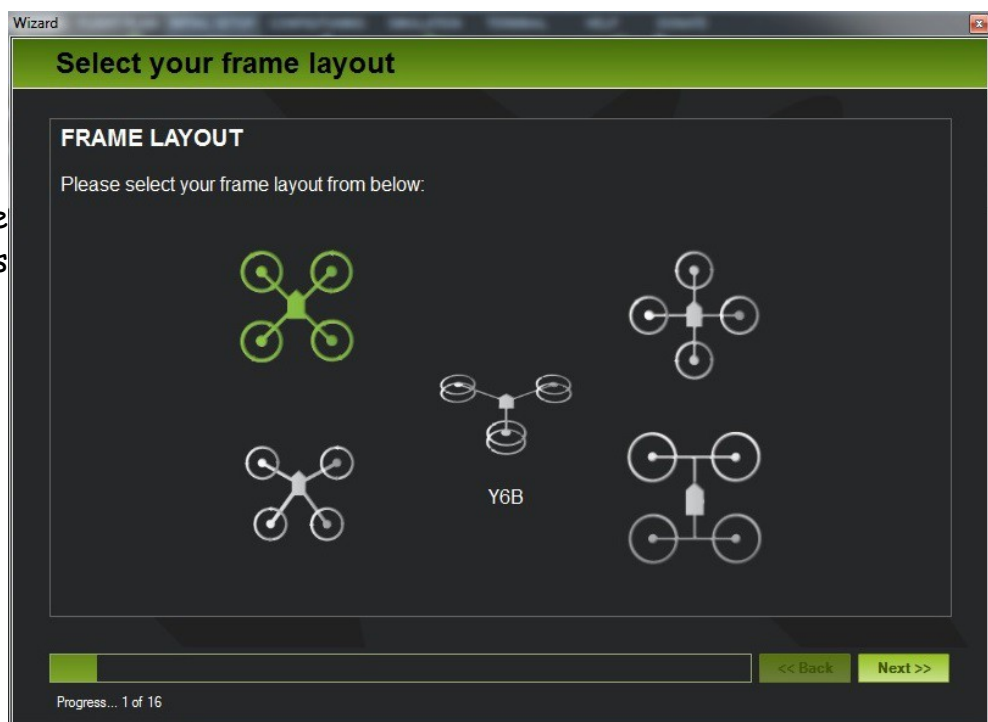 Wizard
Select your frame layout
FRAME LAYOUT
Please select your frame layout from below:
Y6B
<< Back
Next >>
Progress... 1 of 16